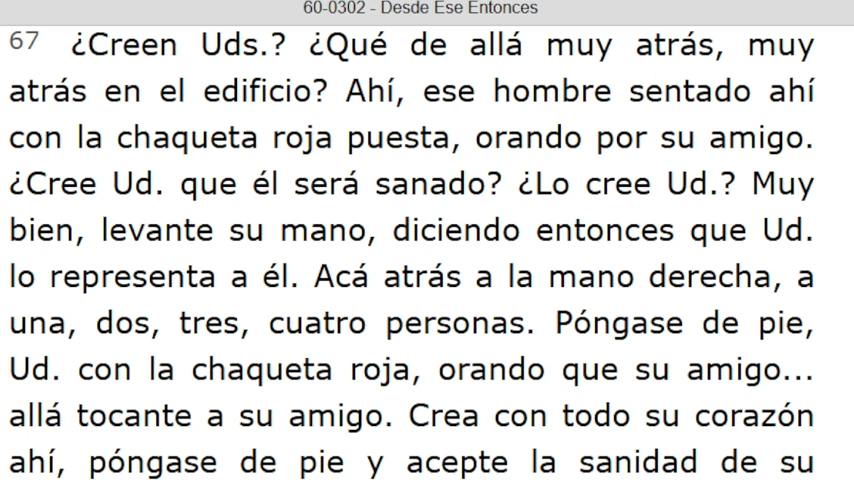 60-0302 - Desde Ese Entonces
67 ¿Creen Uds.? ¿Qué de allá muy atrás, muy
atrás en el edificio? Ahí, ese hombre sentado ahí
con la chaqueta roja puesta, orando por su amigo.
¿Cree Ud. que él será sanado? ¿Lo cree Ud.? Muy
bien, levante su mano, diciendo entonces que Ud.
lo representa a él. Acá atrás a la mano derecha, a
una, dos, tres, cuatro personas. Póngase de pie,
Ud. con la chaqueta roja, orando que su amigo...
allá tocante a su amigo. Crea con todo su corazón
ahí, póngase de pie y acepte la sanidad de su